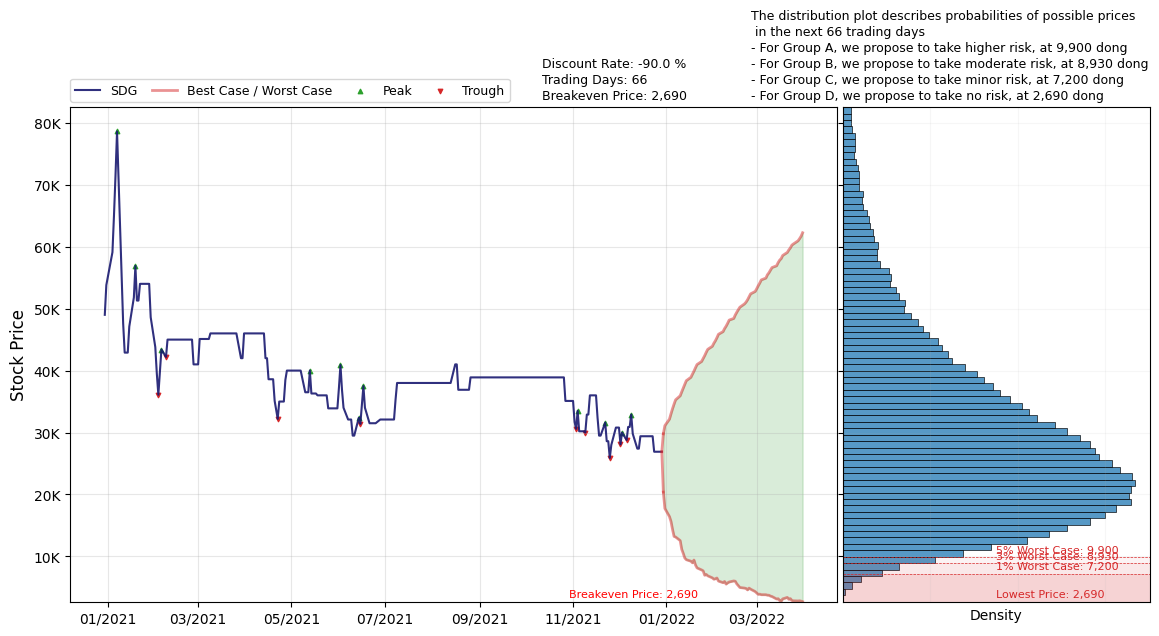 The distribution plot describes probabilities of possible prices
in the next 66 trading days
- For Group A, we propose to take higher risk, at 9,900 dong
- For Group B, we propose to take moderate risk, at 8,930 dong
- For Group C, we propose to take minor risk, at 7,200 dong
- For Group D, we propose to take no risk, at 2,690 dong
Discount Rate: -90.0 %
Trading Days: 66
Breakeven Price: 2,690
SDG Best Case / Worst Case Peak Trough
Stock Price
80K
70K
60K
50K
40K
30K
20K
10K
01/2021 03/2021 05/2021 07/2021 09/2021 11/2021 01/2022 03/2022
Breakeven Price: 2,690
5% Worst Case: 9,900
3% Worst Case: 8,930
1% Worst Case: 7,200
Lowest Price: 2,690
Density